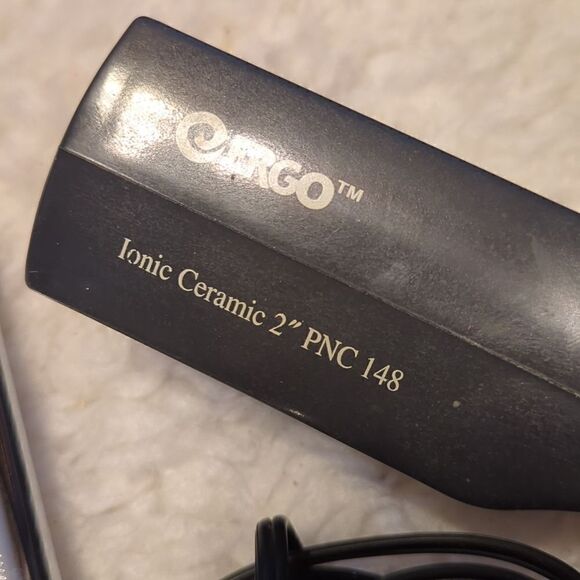 ERGO™
Ionic Ceramic 2" PNC 148